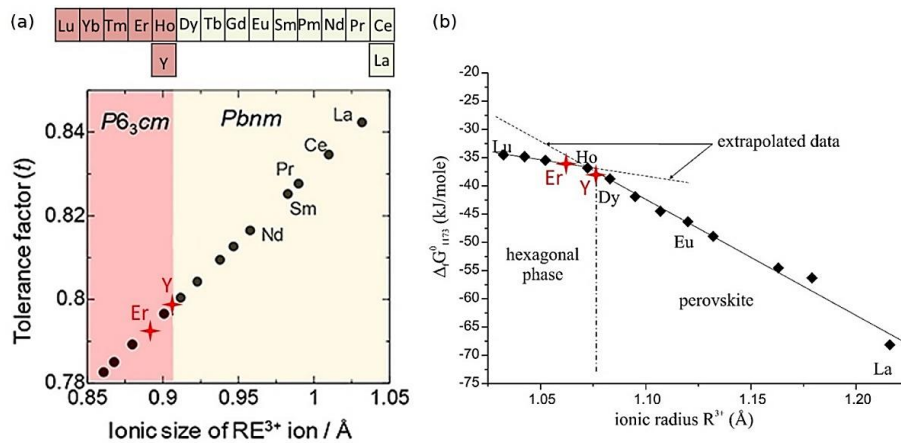 (a)
Lu Yb Tm Er Ho Dy Tb Gd Eu Sm Pm Nd Pr Ce
Y La
P6₃cm Pbnm
La
Ce
Pr
Sm
Nd
Y
Er
0.84
0.82
0.8
0.78
Tolerance factor (t)
0.85 0.9 0.95 1 1.05
Ionic size of RE³⁺ ion / Å
(b)
-20
-25
-30
-35
-40
-45
-50
-55
-60
-65
-70
-75
ΔfG⁰₁₁₇₃ (kJ/mole)
extrapolated data
Lu
Ho
Er
Y
Dy
Eu
hexagonal
phase
perovskite
La
1.05 1.10 1.15 1.20
ionic radius R³⁺ (Å)